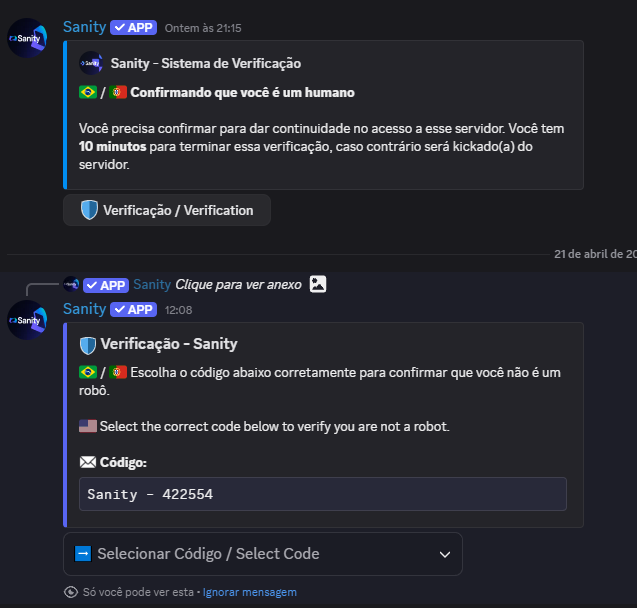 Sanity
Sanity APP Ontem às 21:15
Sanity
Sanity - Sistema de Verificação
/ Confirmando que você é um humano
Você precisa confirmar para dar continuidade no acesso a esse servidor. Você tem
10 minutos para terminar essa verificação, caso contrário será kickado(a) do
servidor.
Verificação / Verification
21 de abril de 20
APP Sanity Clique para ver anexo
Sanity
Sanity APP 12:08
Verificação - Sanity
/ Escolha o código abaixo corretamente para confirmar que você não é um
robô.
Select the correct code below to verify you are not a robot.
Código:
Sanity - 422554
Selecionar Código / Select Code
Só você pode ver esta • Ignorar mensagem